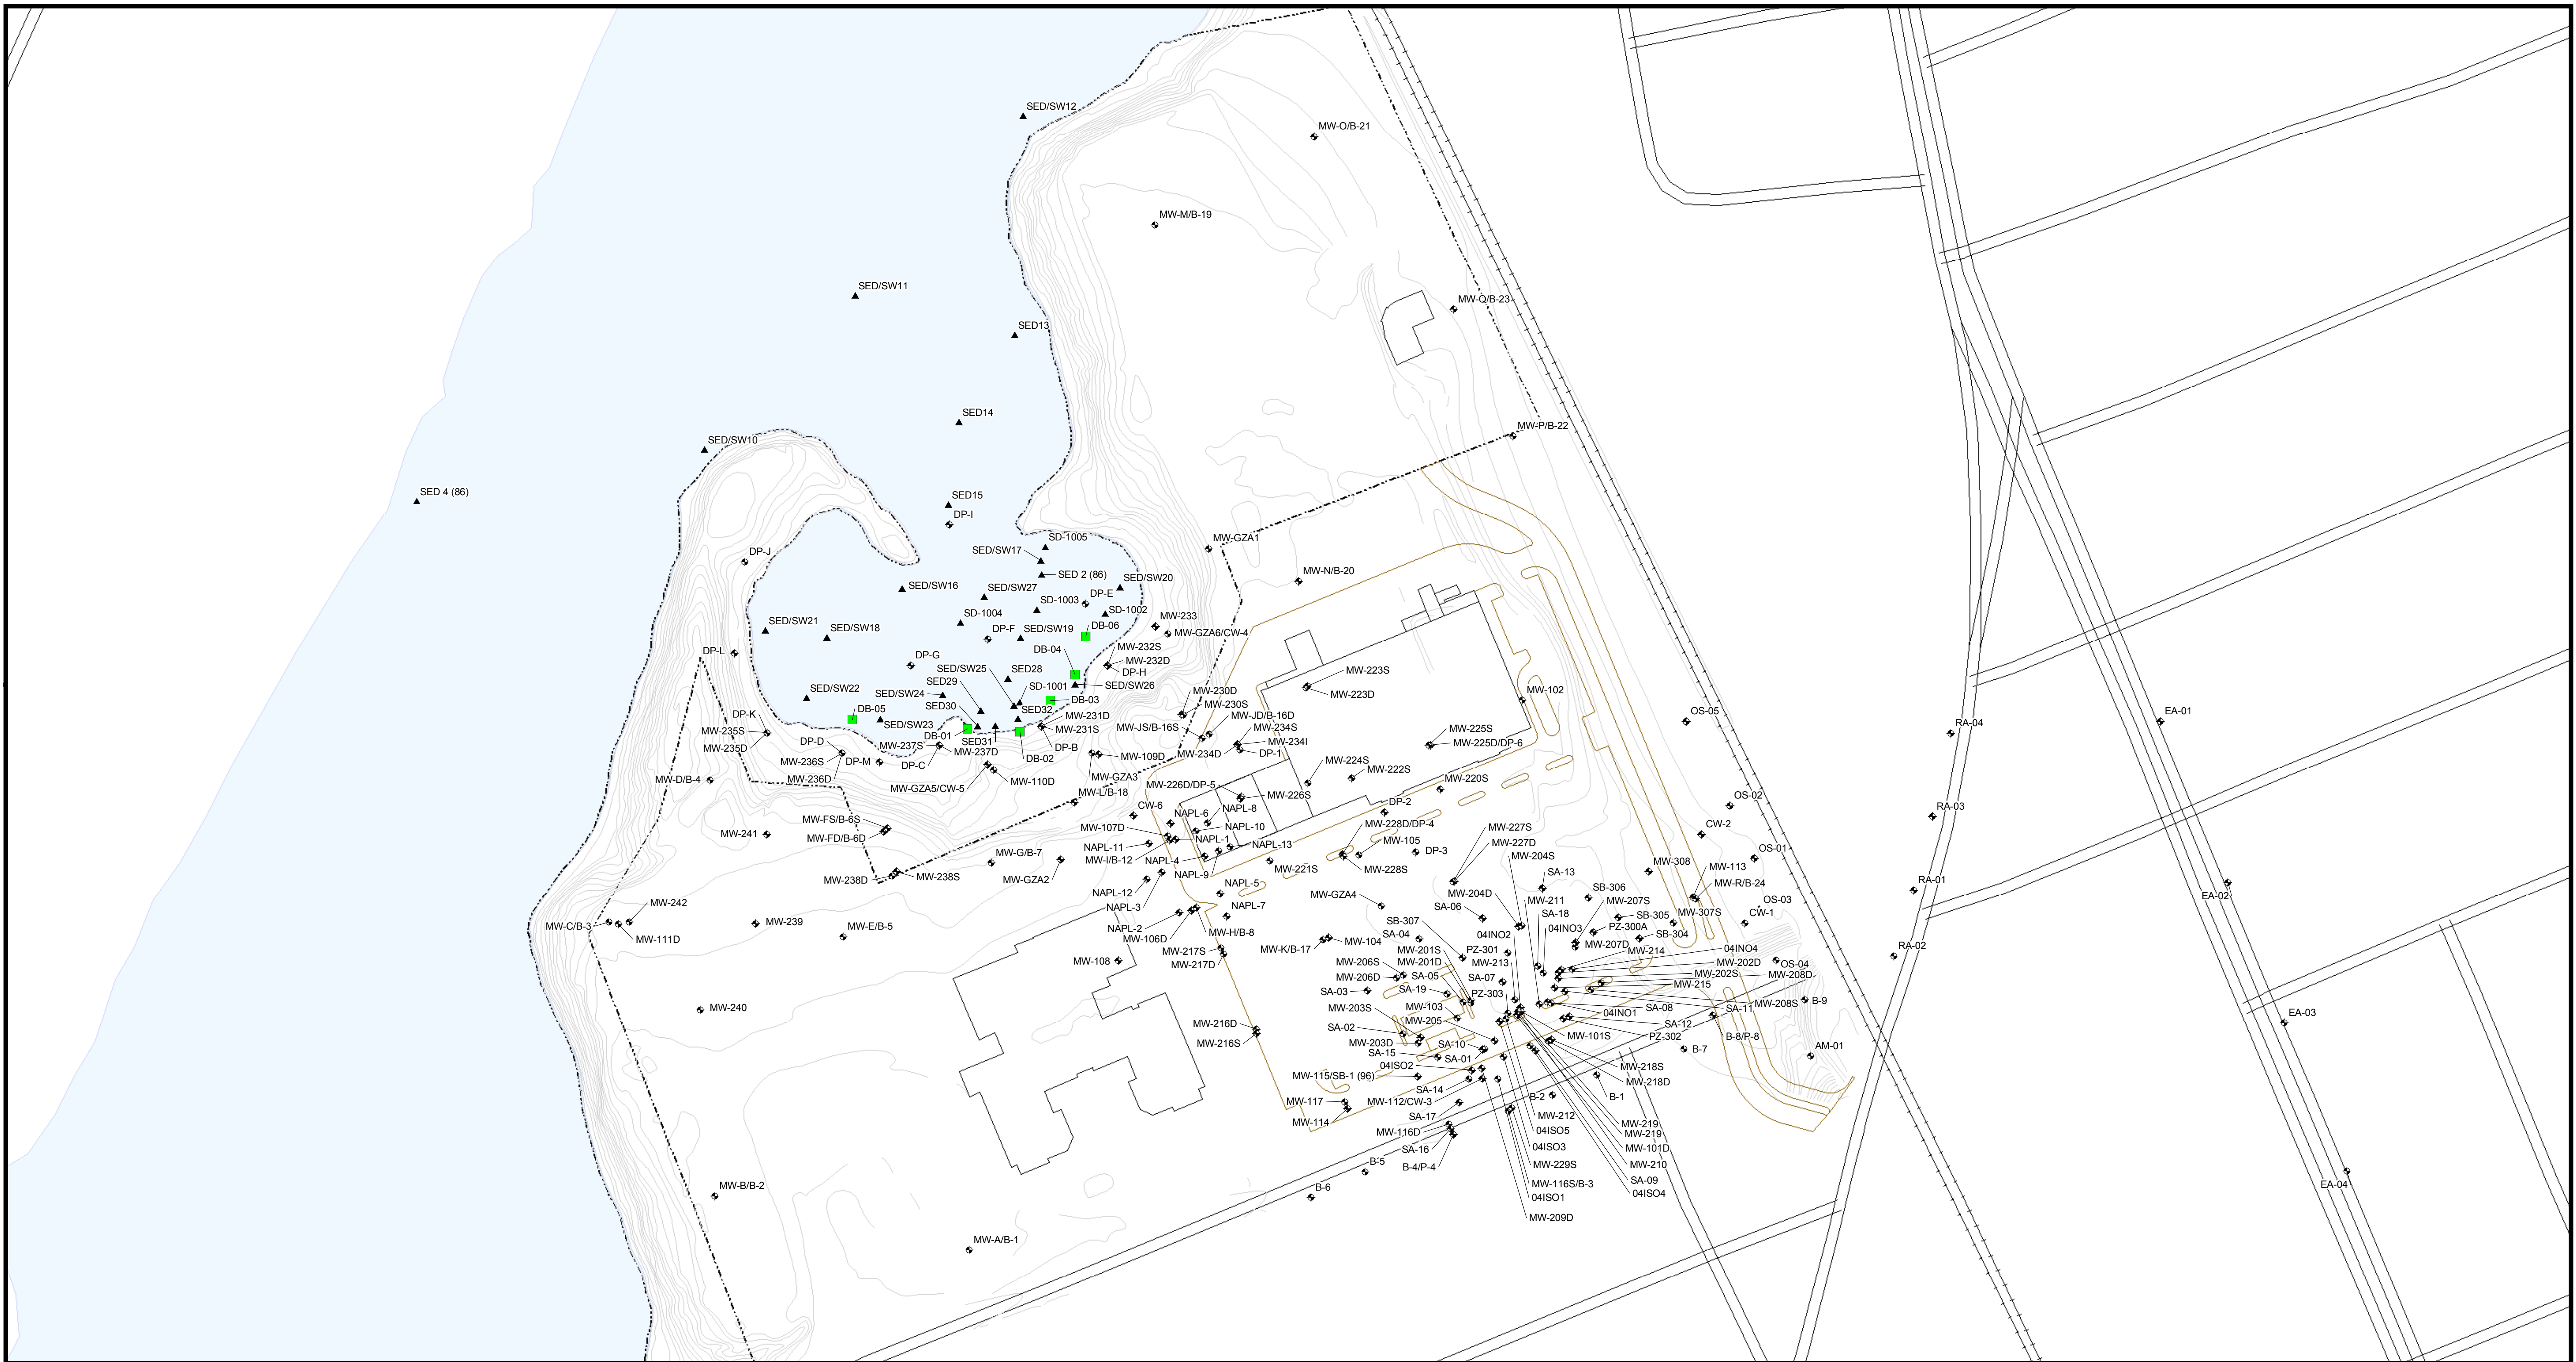 SED/SW12
MW-O/B-21
MW-M/B-19
SED/SW11
MW-Q/B-23
SED13
SED14
MW-P/B-22
SED/SW10
SED 4 (86)
SED15
DP-I
SD-1005
MW-GZA1
DP-J
SED/SW17
SED 2 (86)
MW-N/B-20
SED/SW16
SED/SW27
SED/SW20
DP-E
SD-1003
SD-1002
SD-1004
MW-233
SED/SW21
SED/SW18
DP-F
SED/SW19
DB-06
MW-GZA6/CW-4
DP-L
DB-04
MW-232S
MW-232D
DP-G
SED/SW25
SED28
DP-H
MW-223S
SED29
SD-1001
SED/SW26
MW-223D
MW-102
SED/SW22
SED/SW24
MW-230D
DB-03
MW-230S
SED30
SED32
DB-05
DP-K
MW-231D
MW-JD/B-16D
OS-05
EA-01
SED/SW23
MW-235S
MW-231S
MW-JS/B-16S
MW-234S
MW-225S
RA-04
DB-01
SED31
DP-D
MW-237S
MW-235D
DP-B
MW-234I
MW-225D/DP-6
MW-237D
MW-236S
DP-M
DP-C
DB-02
MW-109D
MW-234D
DP-1
MW-224S
MW-222S
MW-D/B-4
MW-236D
MW-110D
MW-GZA3
MW-226D/DP-5
MW-220S
MW-GZA5/CW-5
MW-L/B-18
MW-226S
DP-2
OS-02
CW-6
NAPL-6
NAPL-8
RA-03
MW-FS/B-6S
MW-241
MW-107D
NAPL-10
MW-228D/DP-4
MW-227S
CW-2
MW-FD/B-6D
NAPL-11
NAPL-1
NAPL-13
MW-105
MW-227D
DP-3
OS-01
MW-G/B-7
MW-I/B-12
NAPL-4
MW-221S
MW-228S
MW-204S
MW-308
MW-113
MW-238D
MW-238S
MW-GZA2
NAPL-9
SA-13
MW-R/B-24
RA-01
EA-02
NAPL-12
NAPL-5
MW-GZA4
MW-204D
SB-306
MW-207S
OS-03
NAPL-3
MW-211
MW-242
MW-239
NAPL-7
SA-06
SA-18
SB-305
MW-307S
CW-1
MW-C/B-3
MW-E/B-5
NAPL-2
MW-H/B-8
SB-307
04INO2
04INO3
PZ-300A
MW-111D
MW-106D
MW-K/B-17
MW-104
SA-04
SB-304
RA-02
MW-217S
MW-201S
PZ-301
MW-207D
MW-214
04INO4
MW-108
MW-217D
MW-206S
MW-201D
MW-213
MW-202D
OS-04
MW-206D
SA-05
SA-07
MW-202S
MW-208D
SA-03
SA-19
PZ-303
MW-215
MW-240
MW-203S
MW-103
MW-208S
B-9
SA-08
SA-11
04INO1
MW-216D
SA-02
MW-205
SA-12
EA-03
MW-216S
MW-203D
SA-10
MW-101S
PZ-302
B-8/P-8
SA-15
SA-01
B-7
AM-01
04ISO2
MW-218S
MW-115/SB-1 (96)
MW-218D
SA-14
B-1
B-2
MW-117
MW-112/CW-3
MW-114
SA-17
MW-212
MW-219
MW-116D
04ISO5
MW-219
SA-16
04ISO3
MW-101D
B-5
B-4/P-4
MW-229S
MW-210
MW-B/B-2
B-6
MW-116S/B-3
SA-09
EA-04
04ISO1
04ISO4
MW-209D
MW-A/B-1